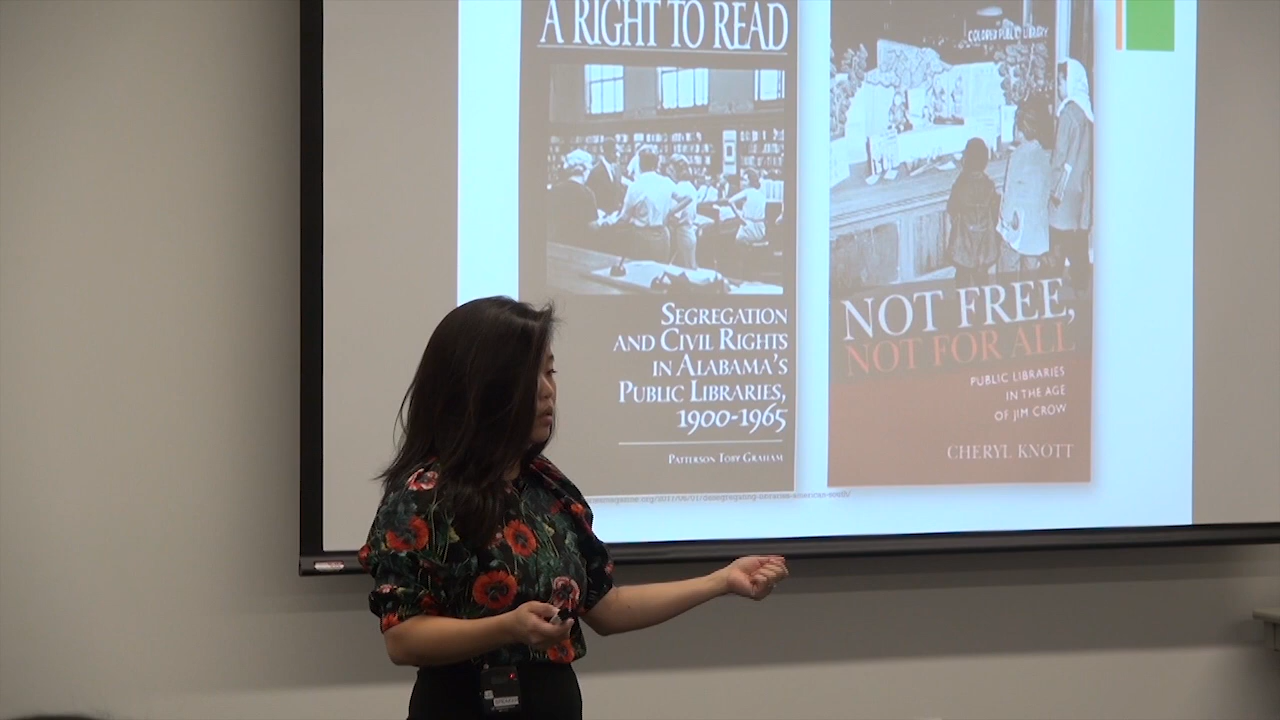 A RIGHT TO READ
SEGREGATION
AND CIVIL RIGHTS
IN ALABAMA'S
PUBLIC LIBRARIES,
1900-1965
PATTERSON TOBY GRAHAM
COLORED PUBLIC LIBRARY
NOT FREE,
NOT FOR ALL
PUBLIC LIBRARIES
IN THE AGE
OF JIM CROW
CHERYL KNOTT